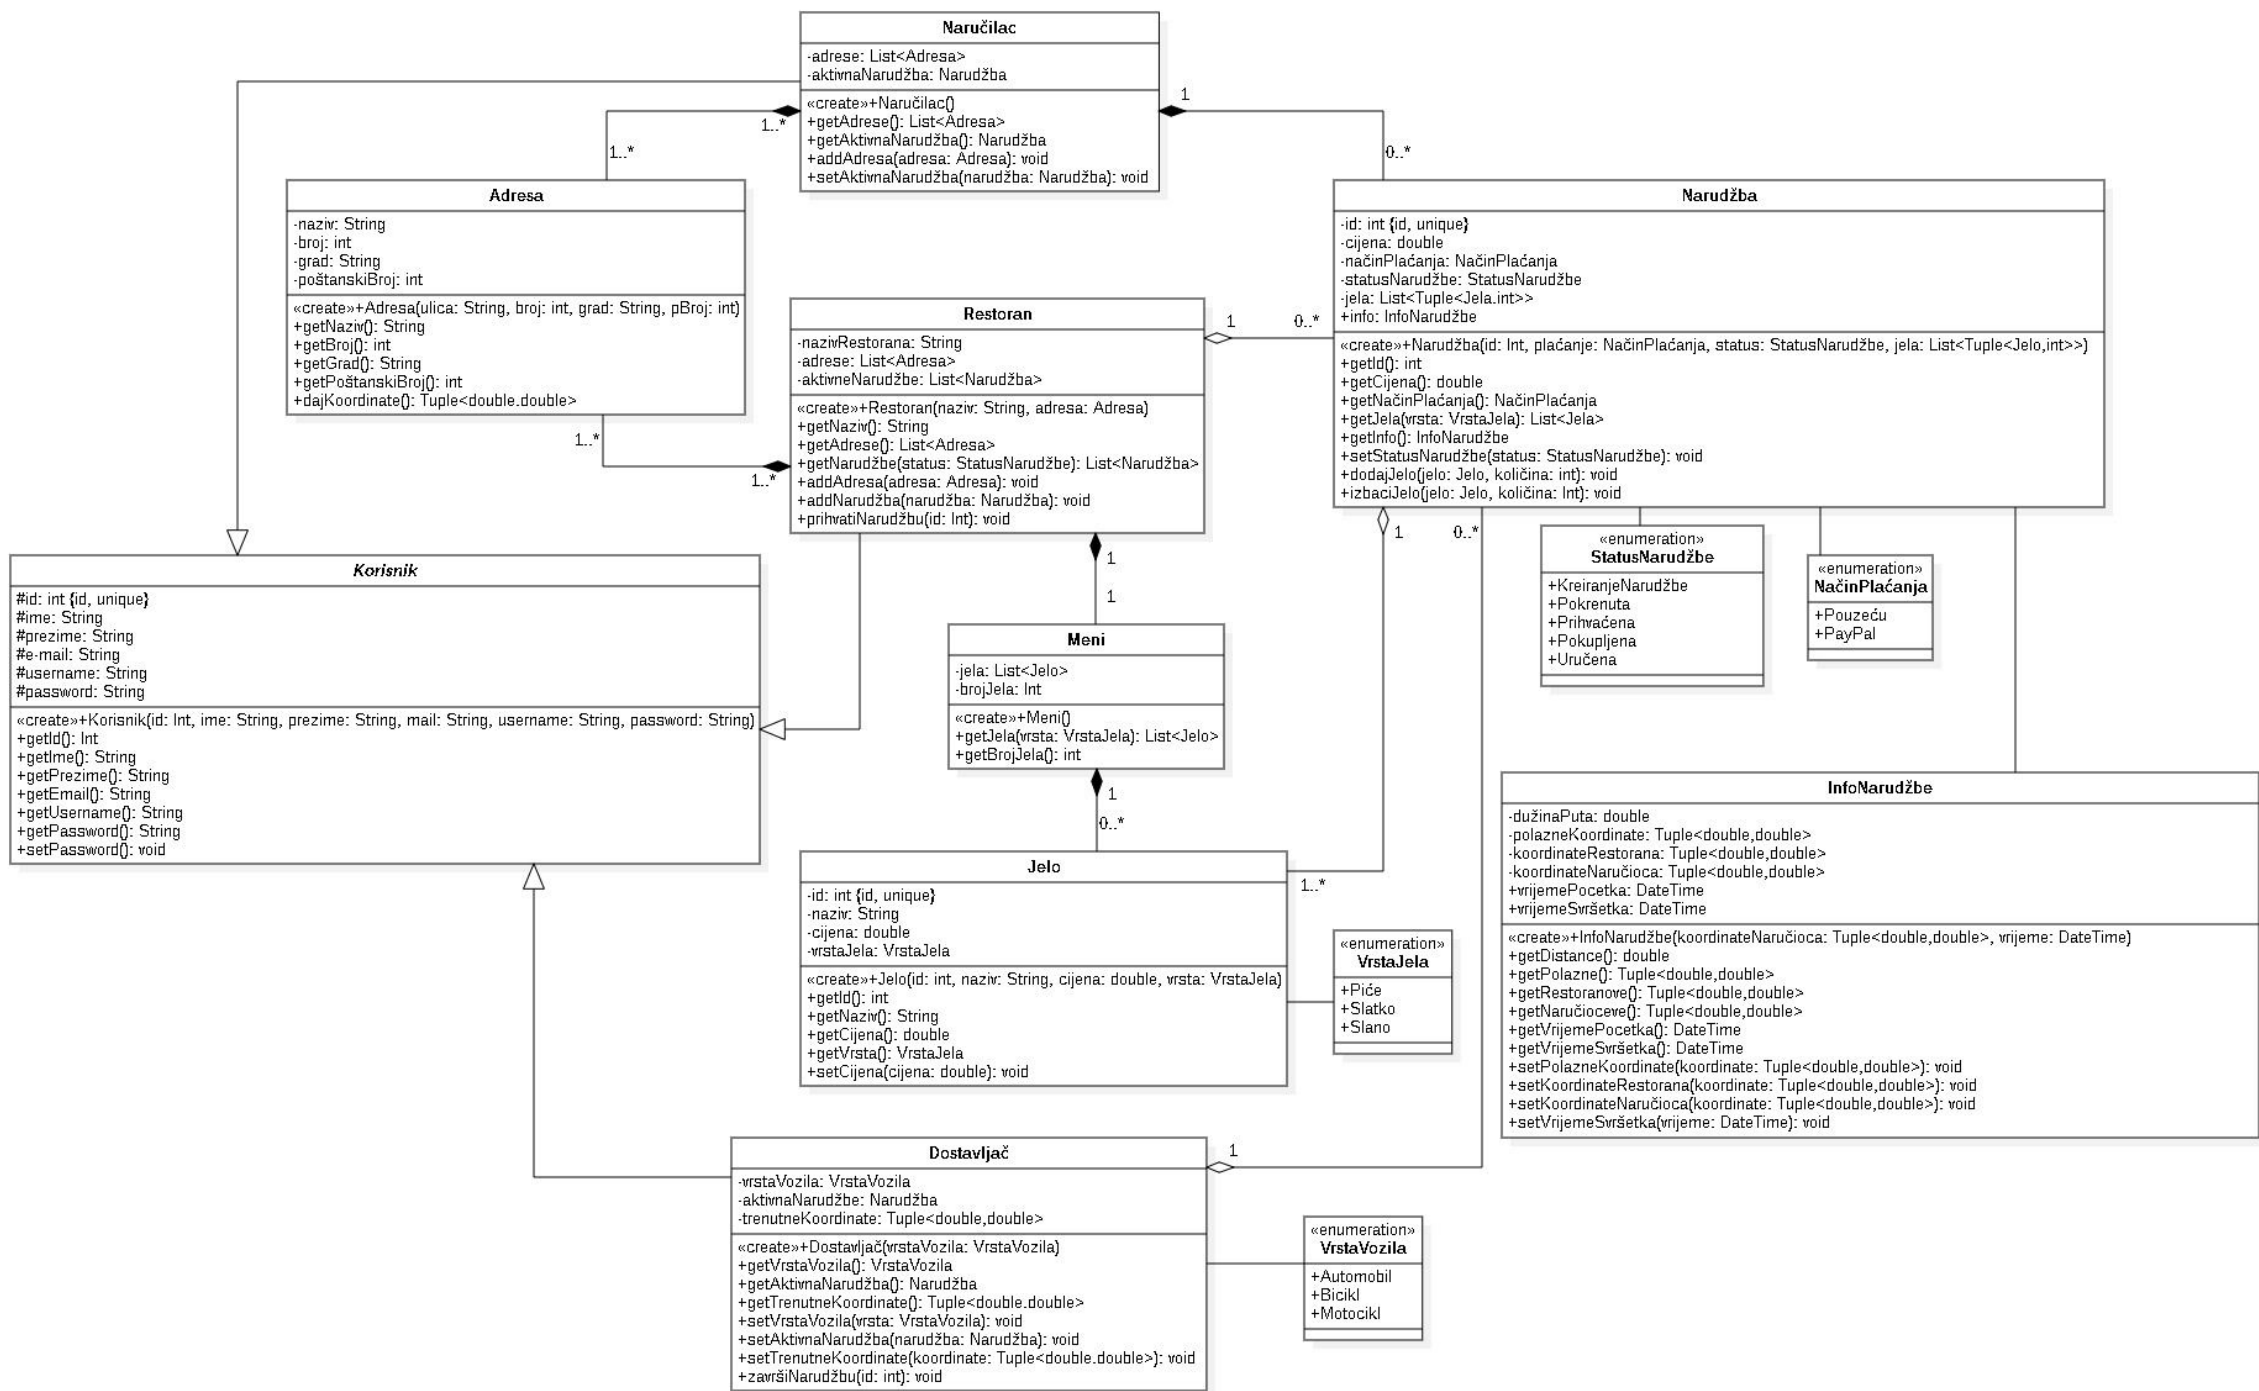 Naručilac
-adrese: List<Adresa>
-aktivnaNarudžba: Narudžba
«create»+Naručilac()
+getAdrese(): List<Adresa>
+getAktivnaNarudžba(): Narudžba
+addAdresa(adresa: Adresa): void
+setAktivnaNarudžba(narudžba: Narudžba): void
1..*
1..*
1
0..*
Adresa
-naziv: String
-broj: int
-grad: String
-poštanskiBroj: int
«create»+Adresa(ulica: String, broj: int, grad: String, pBroj: int)
+getNaziv(): String
+getBroj(): int
+getGrad(): String
+getPoštanskiBroj(): int
+dajKoordinate(): Tuple<double.double>
1..*
1..*
Restoran
-nazivRestorana: String
-adrese: List<Adresa>
-aktivneNarudžbe: List<Narudžba>
«create»+Restoran(naziv: String, adresa: Adresa)
+getNaziv(): String
+getAdrese(): List<Adresa>
+getNarudžbe(status: StatusNarudžbe): List<Narudžba>
+addAdresa(adresa: Adresa): void
+addNarudžba(narudžba: Narudžba): void
+prihvatiNarudžbu(id: Int): void
1
0..*
Narudžba
-id: int {id, unique}
-cijena: double
-načinPlaćanja: NačinPlaćanja
-statusNarudžbe: StatusNarudžbe
-jela: List<Tuple<Jela.int>>
+info: InfoNarudžbe
«create»+Narudžba(id: Int, plaćanje: NačinPlaćanja, status: StatusNarudžbe, jela: List<Tuple<Jelo,int>>)
+getId(): int
+getCijena(): double
+getNačinPlaćanja(): NačinPlaćanja
+getJela(vrsta: VrstaJela): List<Jela>
+getInfo(): InfoNarudžbe
+setStatusNarudžbe(status: StatusNarudžbe): void
+dodajJelo(jelo: Jelo, količina: int): void
+izbaciJelo(jelo: Jelo, količina: Int): void
1
0..*
«enumeration»
StatusNarudžbe
+KreiranjeNarudžbe
+Pokrenuta
+Prihvaćena
+Pokupljena
+Uručena
«enumeration»
NačinPlaćanja
+Pouzeću
+PayPal
Korisnik
#id: int {id, unique}
#ime: String
#prezime: String
#e-mail: String
#username: String
#password: String
«create»+Korisnik(id: Int, ime: String, prezime: String, mail: String, username: String, password: String)
+getId(): Int
+getIme(): String
+getPrezime(): String
+getEmail(): String
+getUsername(): String
+getPassword(): String
+setPassword(): void
1
1
Meni
-jela: List<Jelo>
-brojJela: Int
«create»+Meni()
+getJela(vrsta: VrstaJela): List<Jelo>
+getBrojJela(): int
1
0..*
Jelo
-id: int {id, unique}
-naziv: String
-cijena: double
-vrstaJela: VrstaJela
«create»+Jelo(id: int, naziv: String, cijena: double, vrsta: VrstaJela)
+getId(): int
+getNaziv(): String
+getCijena(): double
+getVrsta(): VrstaJela
+setCijena(cijena: double): void
1..*
«enumeration»
VrstaJela
+Piće
+Slatko
+Slano
InfoNarudžbe
-dužinaPuta: double
-polazneKoordinate: Tuple<double,double>
-koordinateRestorana: Tuple<double,double>
-koordinateNaručioca: Tuple<double,double>
+vrijemePocetka: DateTime
+vrijemeSvršetka: DateTime
«create»+InfoNarudžbe(koordinateNaručioca: Tuple<double,double>, vrijeme: DateTime)
+getDistance(): double
+getPolazne(): Tuple<double,double>
+getRestoranove(): Tuple<double,double>
+getNaručioceve(): Tuple<double,double>
+getVrijemePocetka(): DateTime
+getVrijemeSvršetka(): DateTime
+setPolazneKoordinate(koordinate: Tuple<double,double>): void
+setKoordinateRestorana(koordinate: Tuple<double,double>): void
+setKoordinateNaručioca(koordinate: Tuple<double,double>): void
+setVrijemeSvršetka(vrijeme: DateTime): void
Dostavljač
-vrstaVozila: VrstaVozila
-aktivnaNarudžbe: Narudžba
-trenutneKoordinate: Tuple<double,double>
«create»+Dostavljač(vrstaVozila: VrstaVozila)
+getVrstaVozila(): VrstaVozila
+getAktivnaNarudžba(): Narudžba
+getTrenutneKoordinate(): Tuple<double.double>
+setVrstaVozila(vrsta: VrstaVozila): void
+setAktivnaNarudžba(narudžba: Narudžba): void
+setTrenutneKoordinate(koordinate: Tuple<double.double>): void
+završiNarudžbu(id: int): void
1
«enumeration»
VrstaVozila
+Automobil
+Bicikl
+Motocikl